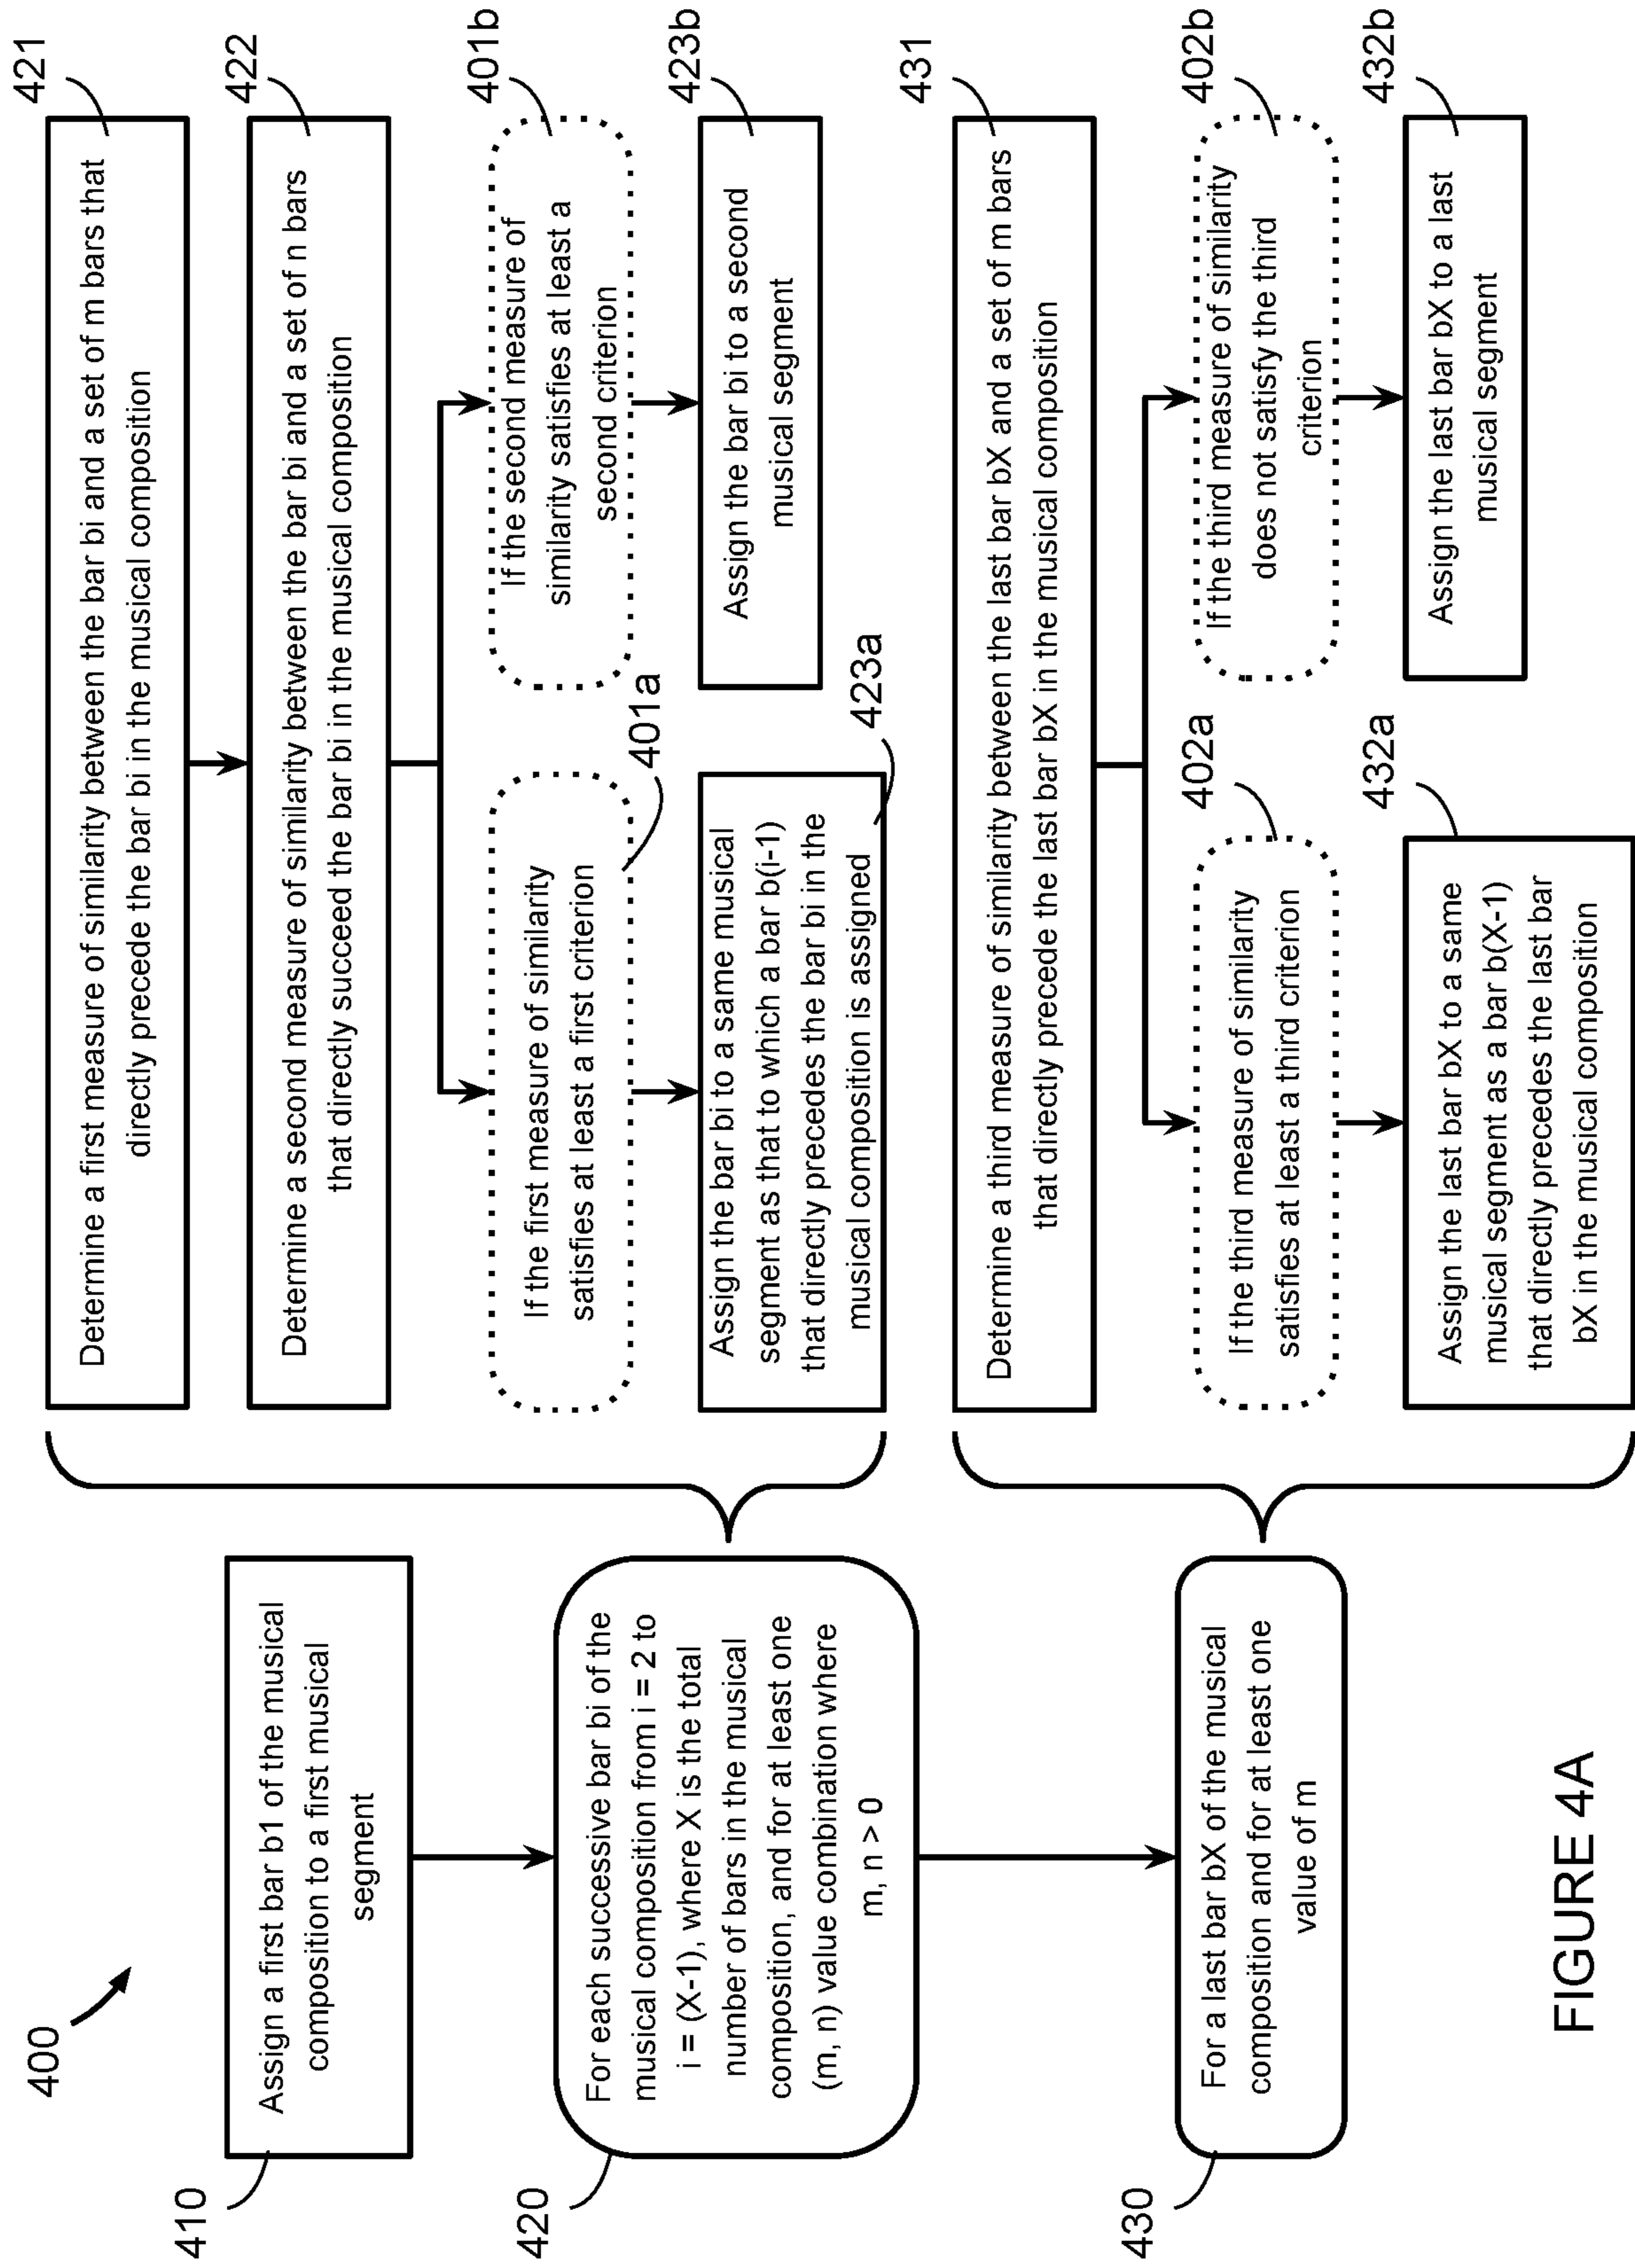 400
410
Assign a first bar b1 of the musical
composition to a first musical
segment
420
For each successive bar bi of the
musical composition from i = 2 to
i = (X-1), where X is the total
number of bars in the musical
composition, and for at least one
(m, n) value combination where
m, n > 0
430
For a last bar bX of the musical
composition and for at least one
value of m
421
Determine a first measure of similarity between the bar bi and a set of m bars that
directly precede the bar bi in the musical composition
422
Determine a second measure of similarity between the bar bi and a set of n bars
that directly succeed the bar bi in the musical composition
401a
If the first measure of similarity
satisfies at least a first criterion
401b
If the second measure of
similarity satisfies at least a
second criterion
423a
Assign the bar bi to a same musical
segment as that to which a bar b(i-1)
that directly precedes the bar bi in the
musical composition is assigned
423b
Assign the bar bi to a second
musical segment
431
Determine a third measure of similarity between the last bar bX and a set of m bars
that directly precede the last bar bX in the musical composition
402a
If the third measure of similarity
satisfies at least a third criterion
402b
If the third measure of similarity
does not satisfy the third
criterion
432a
Assign the last bar bX to a same
musical segment as a bar b(X-1)
that directly precedes the last bar
bX in the musical composition
432b
Assign the last bar bX to a last
musical segment
FIGURE 4A